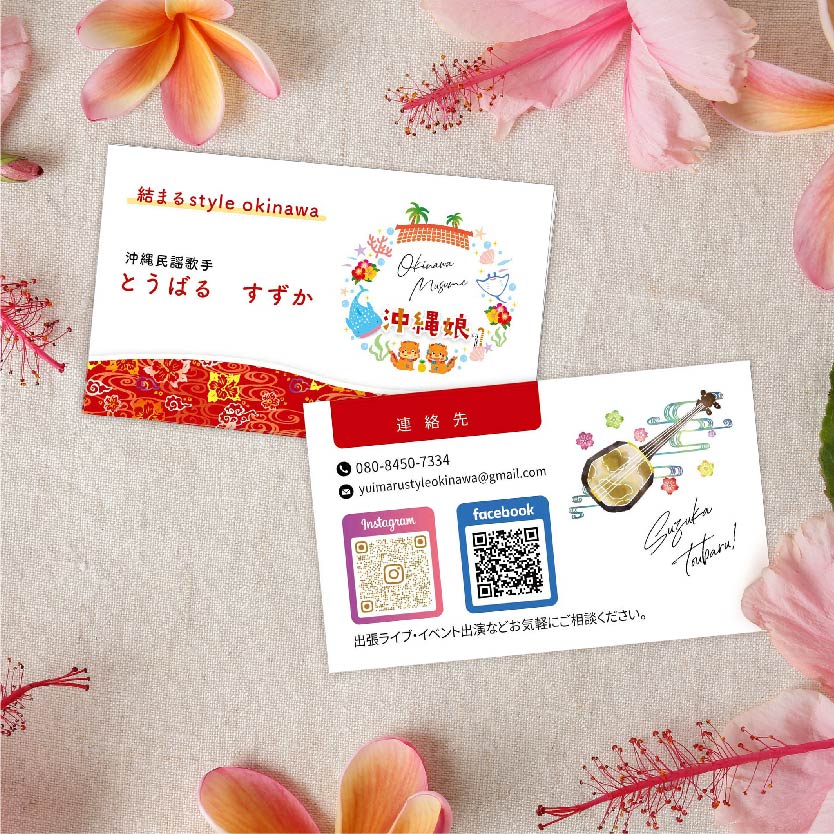 結まるstyle okinawa
沖縄民謡歌手
とうばる　すずか
Okinawa
Musume
沖縄娘
連絡先
080-8450-7334
yuimarustyleokinawa@gmail.com
Instagram
facebook
Suzuka
Toubaru!
出張ライブ・イベント出演などお気軽にご相談ください。